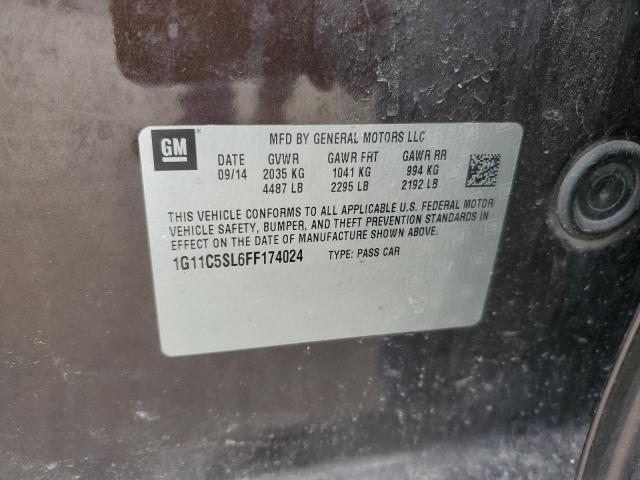 GM ® MFD BY GENERAL MOTORS LLC
DATE GVWR GAWR FRT GAWR RR
09/14 2035 KG 1041 KG 994 KG
4487 LB 2295 LB 2192 LB
THIS VEHICLE CONFORMS TO ALL APPLICABLE U.S. FEDERAL MOTOR
VEHICLE SAFETY, BUMPER, AND THEFT PREVENTION STANDARDS IN
EFFECT ON THE DATE OF MANUFACTURE SHOWN ABOVE.
1G11C5SL6FF174024 TYPE: PASS CAR